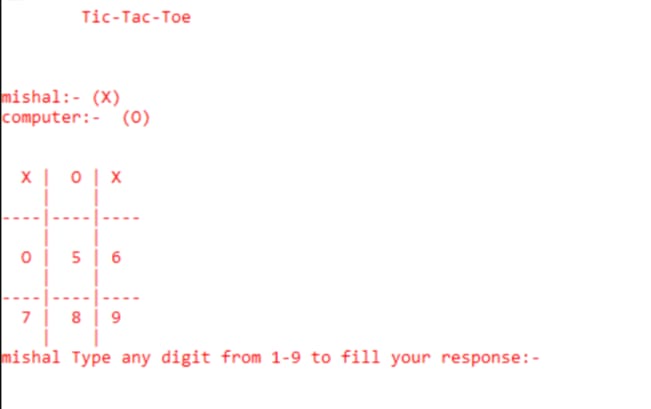 Tic-Tac-Toe
mishal:- (X)
computer:- (O)
X | O | X
| |
----|----|----
| |
O | 5 | 6
| |
----|----|----
7 | 8 | 9
| |
mishal Type any digit from 1-9 to fill your response:-